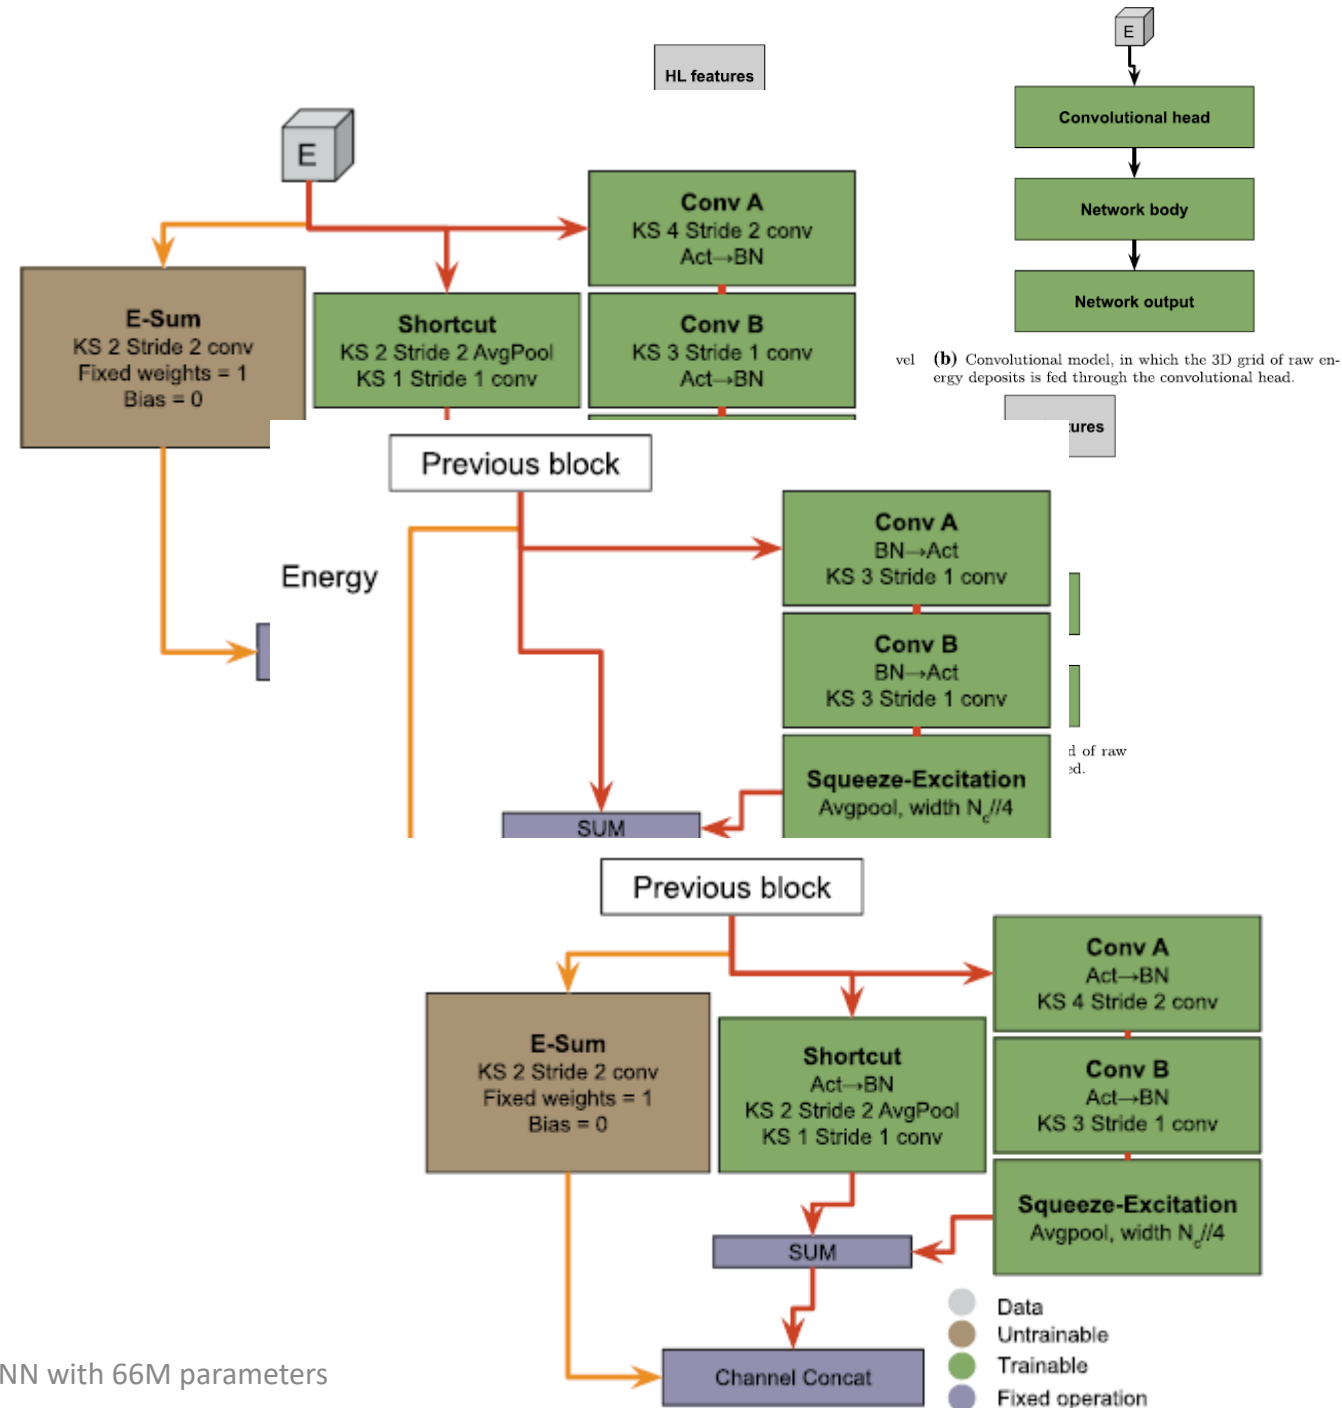 HL features
E
Convolutional head
Network body
Network output
vel (b) Convolutional model, in which the 3D grid of raw en-
ergy deposits is fed through the convolutional head.
E
Conv A
KS 4 Stride 2 conv
Act→BN
E-Sum
KS 2 Stride 2 conv
Fixed weights = 1
Bias = 0
Shortcut
KS 2 Stride 2 AvgPool
KS 1 Stride 1 conv
Conv B
KS 3 Stride 1 conv
Act→BN
tures
Previous block
Energy
Conv A
BN→Act
KS 3 Stride 1 conv
Conv B
BN→Act
KS 3 Stride 1 conv
d of raw
ed.
Squeeze-Excitation
Avgpool, width N_c//4
SUM
Previous block
Conv A
Act→BN
KS 4 Stride 2 conv
E-Sum
KS 2 Stride 2 conv
Fixed weights = 1
Bias = 0
Shortcut
Act→BN
KS 2 Stride 2 AvgPool
KS 1 Stride 1 conv
Conv B
Act→BN
KS 3 Stride 1 conv
Squeeze-Excitation
Avgpool, width N_c//4
SUM
Channel Concat
Data
Untrainable
Trainable
Fixed operation
NN with 66M parameters